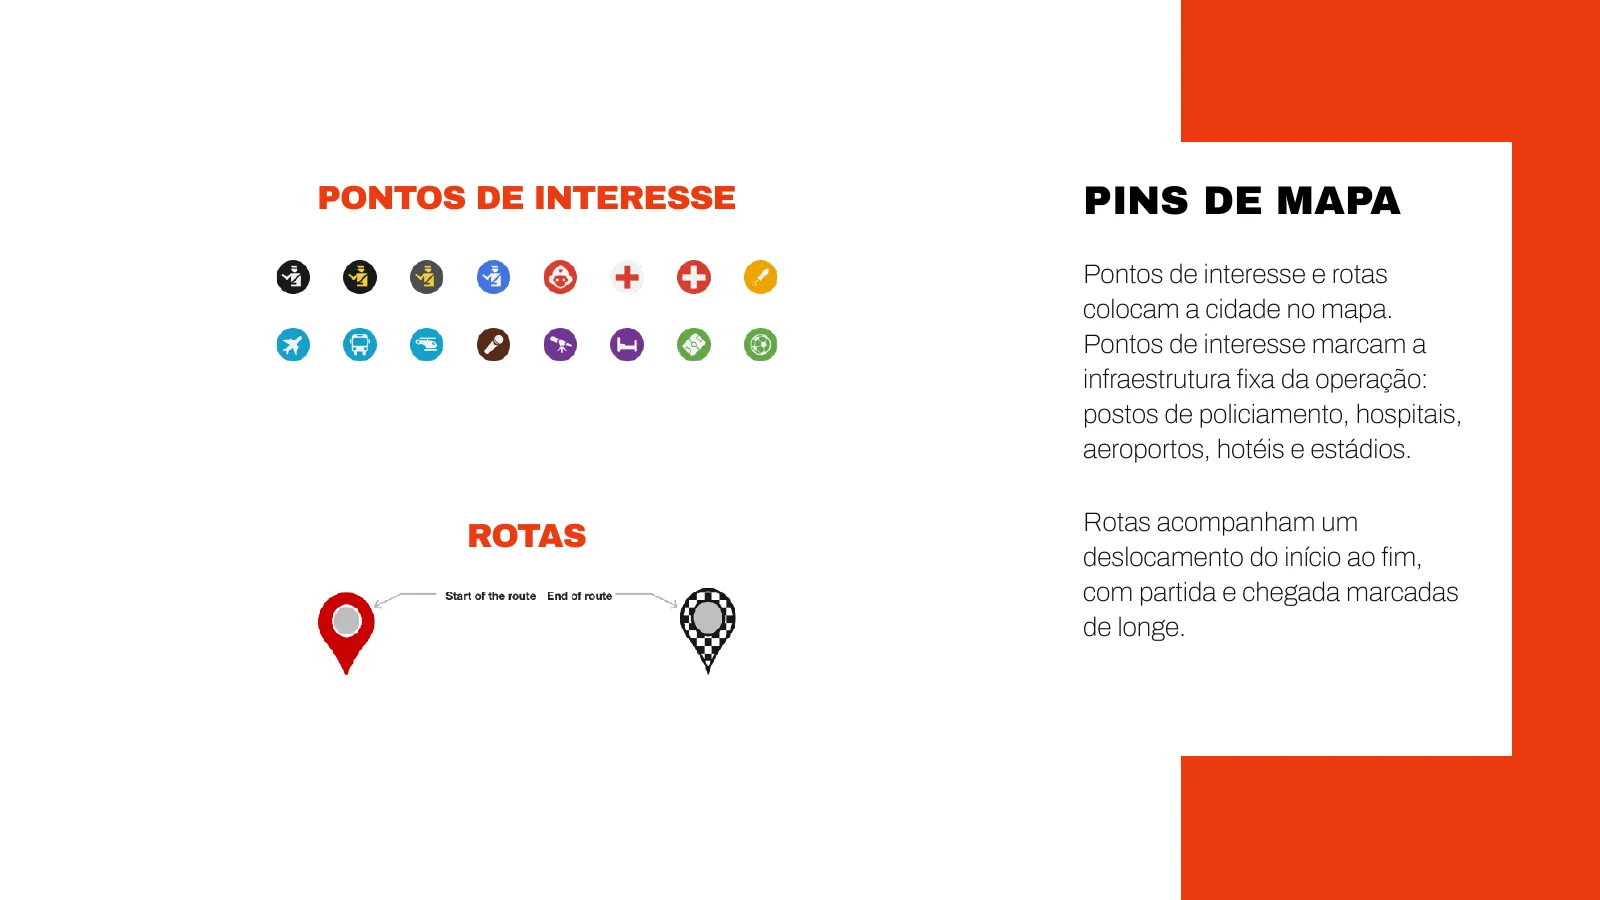 PONTOS DE INTERESSE
ROTAS
Start of the route
End of route
PINS DE MAPA
Pontos de interesse e rotas
colocam a cidade no mapa.
Pontos de interesse marcam a
infraestrutura fixa da operação:
postos de policiamento, hospitais,
aeroportos, hotéis e estádios.
Rotas acompanham um
deslocamento do início ao fim,
com partida e chegada marcadas
de longe.